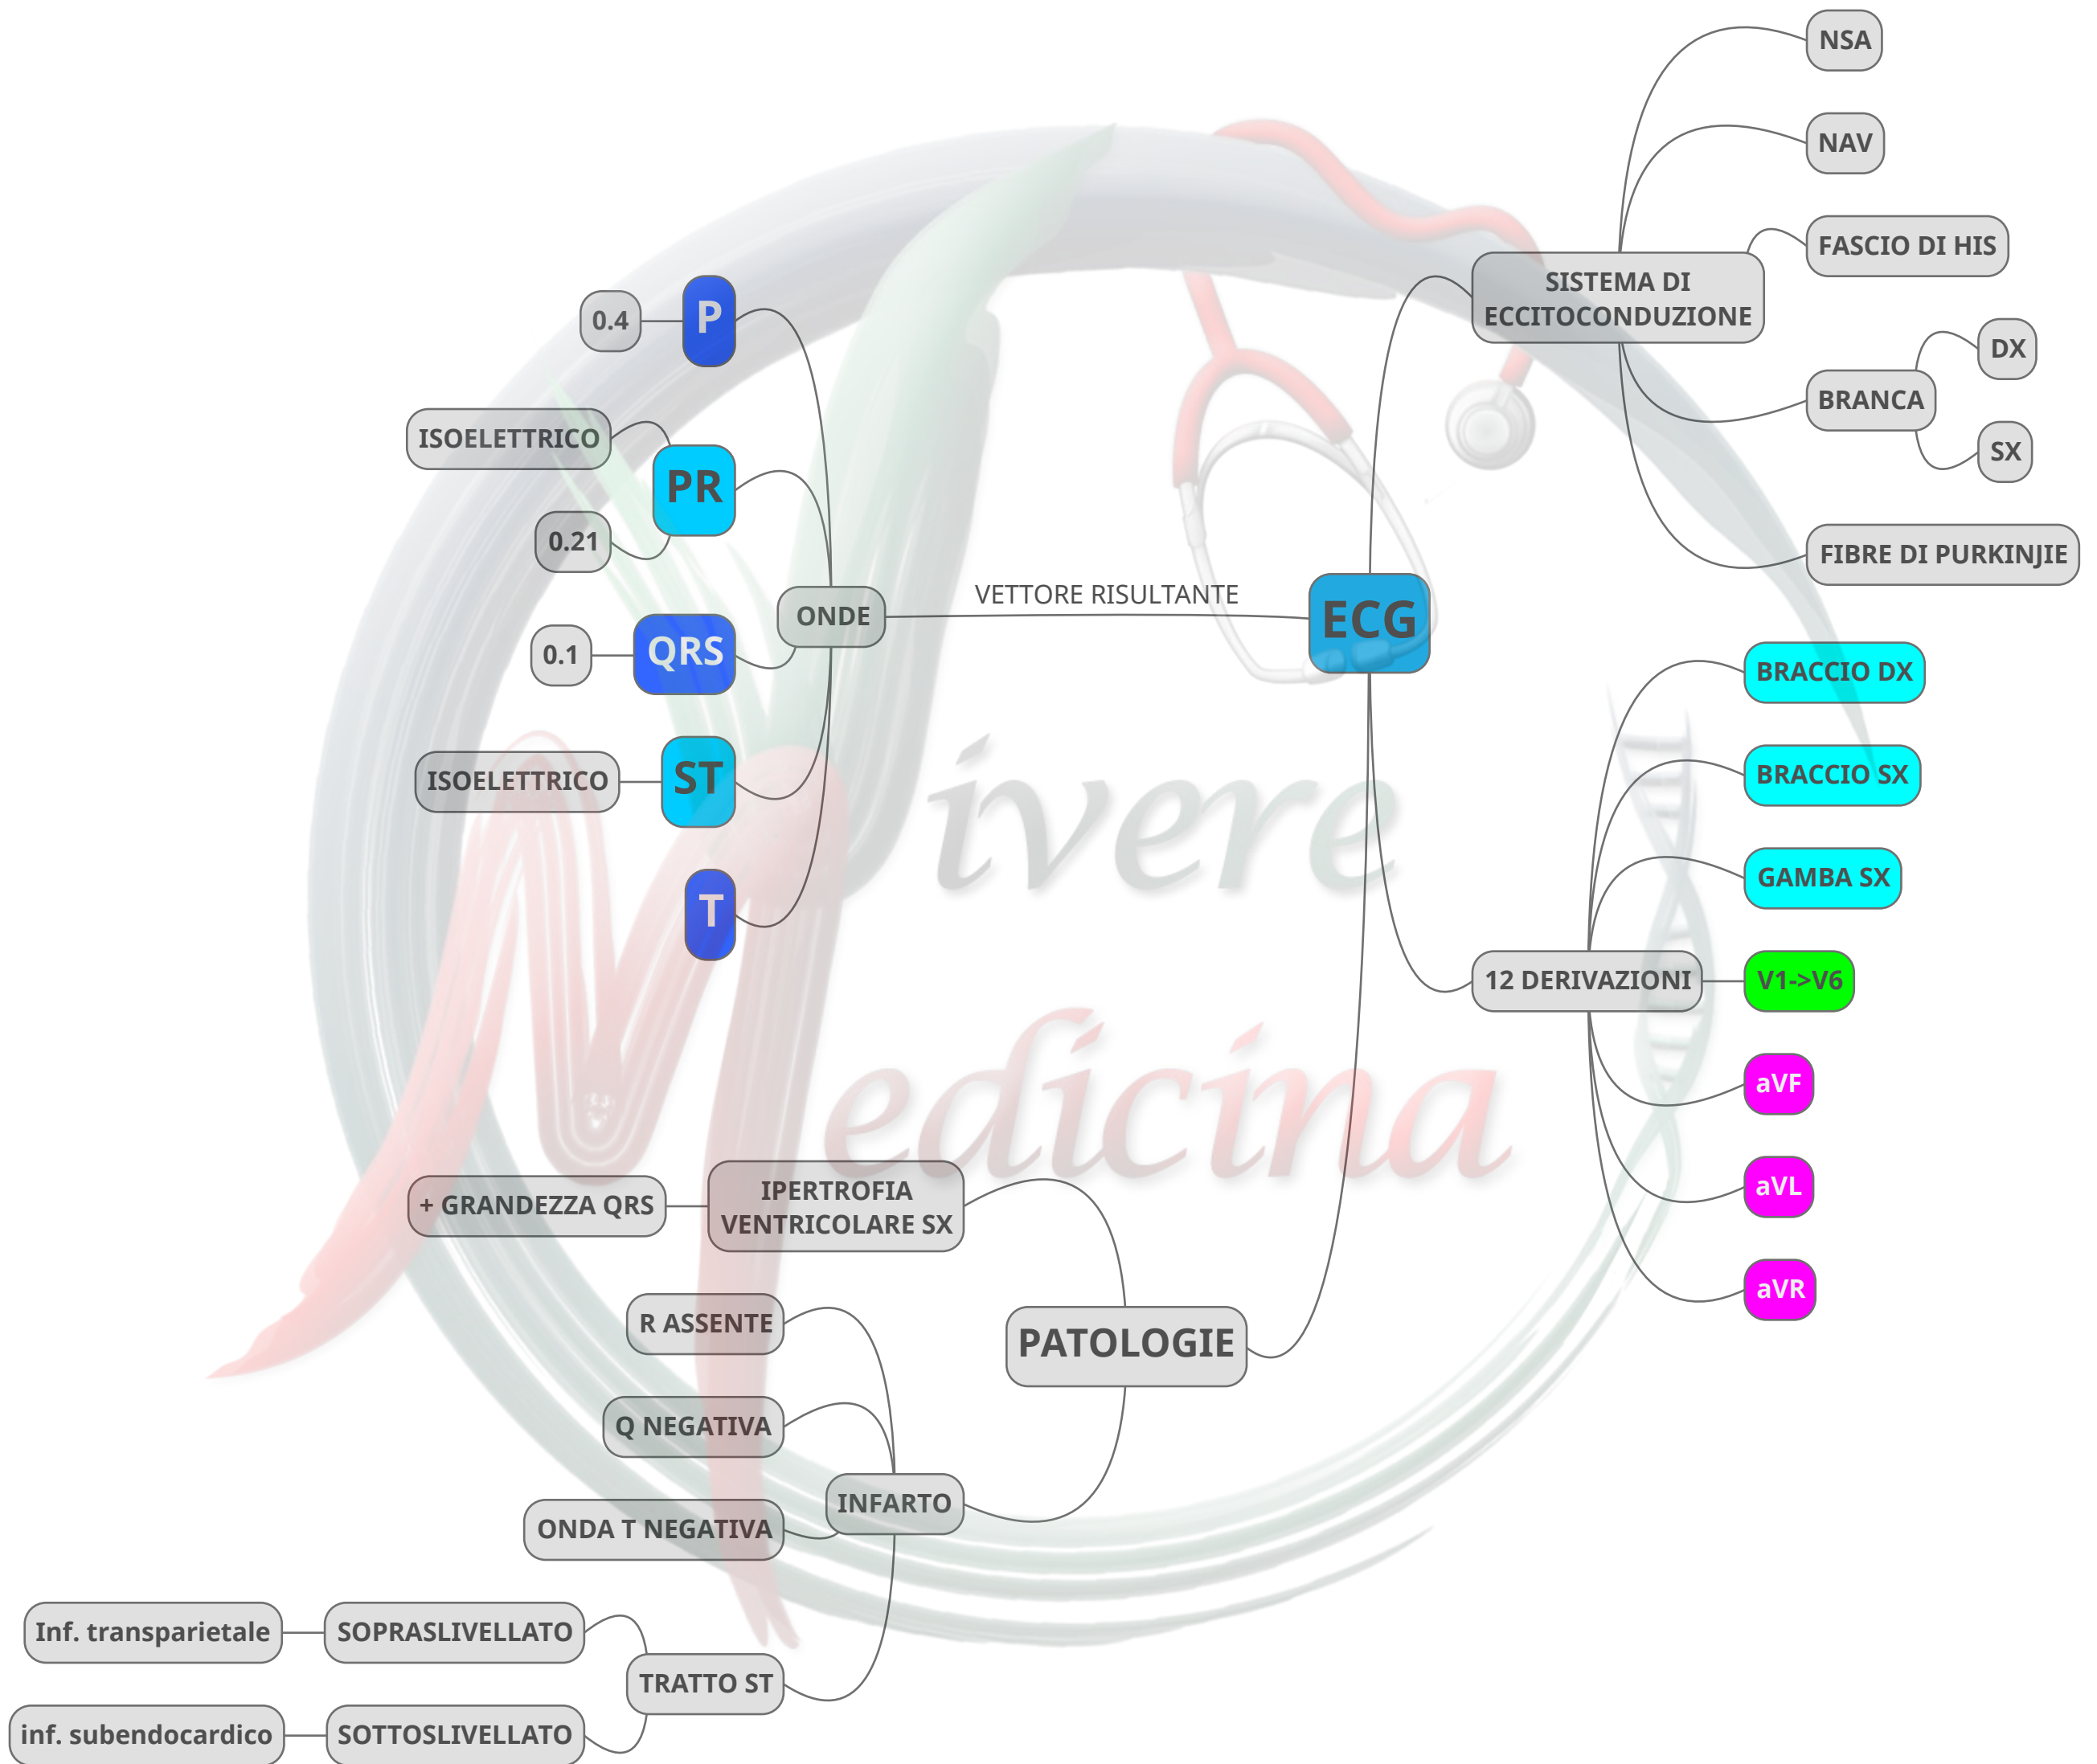 NSA
NAV
FASCIO DI HIS
SISTEMA DI
ECCITOCONDUZIONE
DX
BRANCA
SX
FIBRE DI PURKINJIE
P
0.4
ISOELETTRICO
PR
0.21
ONDE
VETTORE RISULTANTE
ECG
QRS
0.1
ST
ISOELETTRICO
T
BRACCIO DX
BRACCIO SX
GAMBA SX
12 DERIVAZIONI
V1->V6
aVF
aVL
aVR
Vivere
Medicina
+ GRANDEZZA QRS
IPERTROFIA
VENTRICOLARE SX
PATOLOGIE
R ASSENTE
Q NEGATIVA
INFARTO
ONDA T NEGATIVA
Inf. transparietale
SOPRASLIVELLATO
TRATTO ST
inf. subendocardico
SOTTOSLIVELLATO